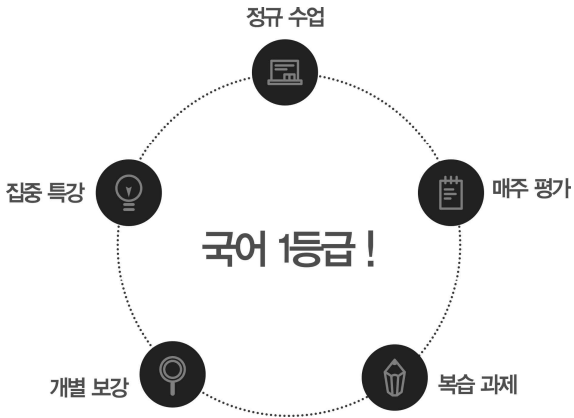 정규 수업
집중 특강
매주 평가
국어 1등급 !
개별 보강
복습 과제